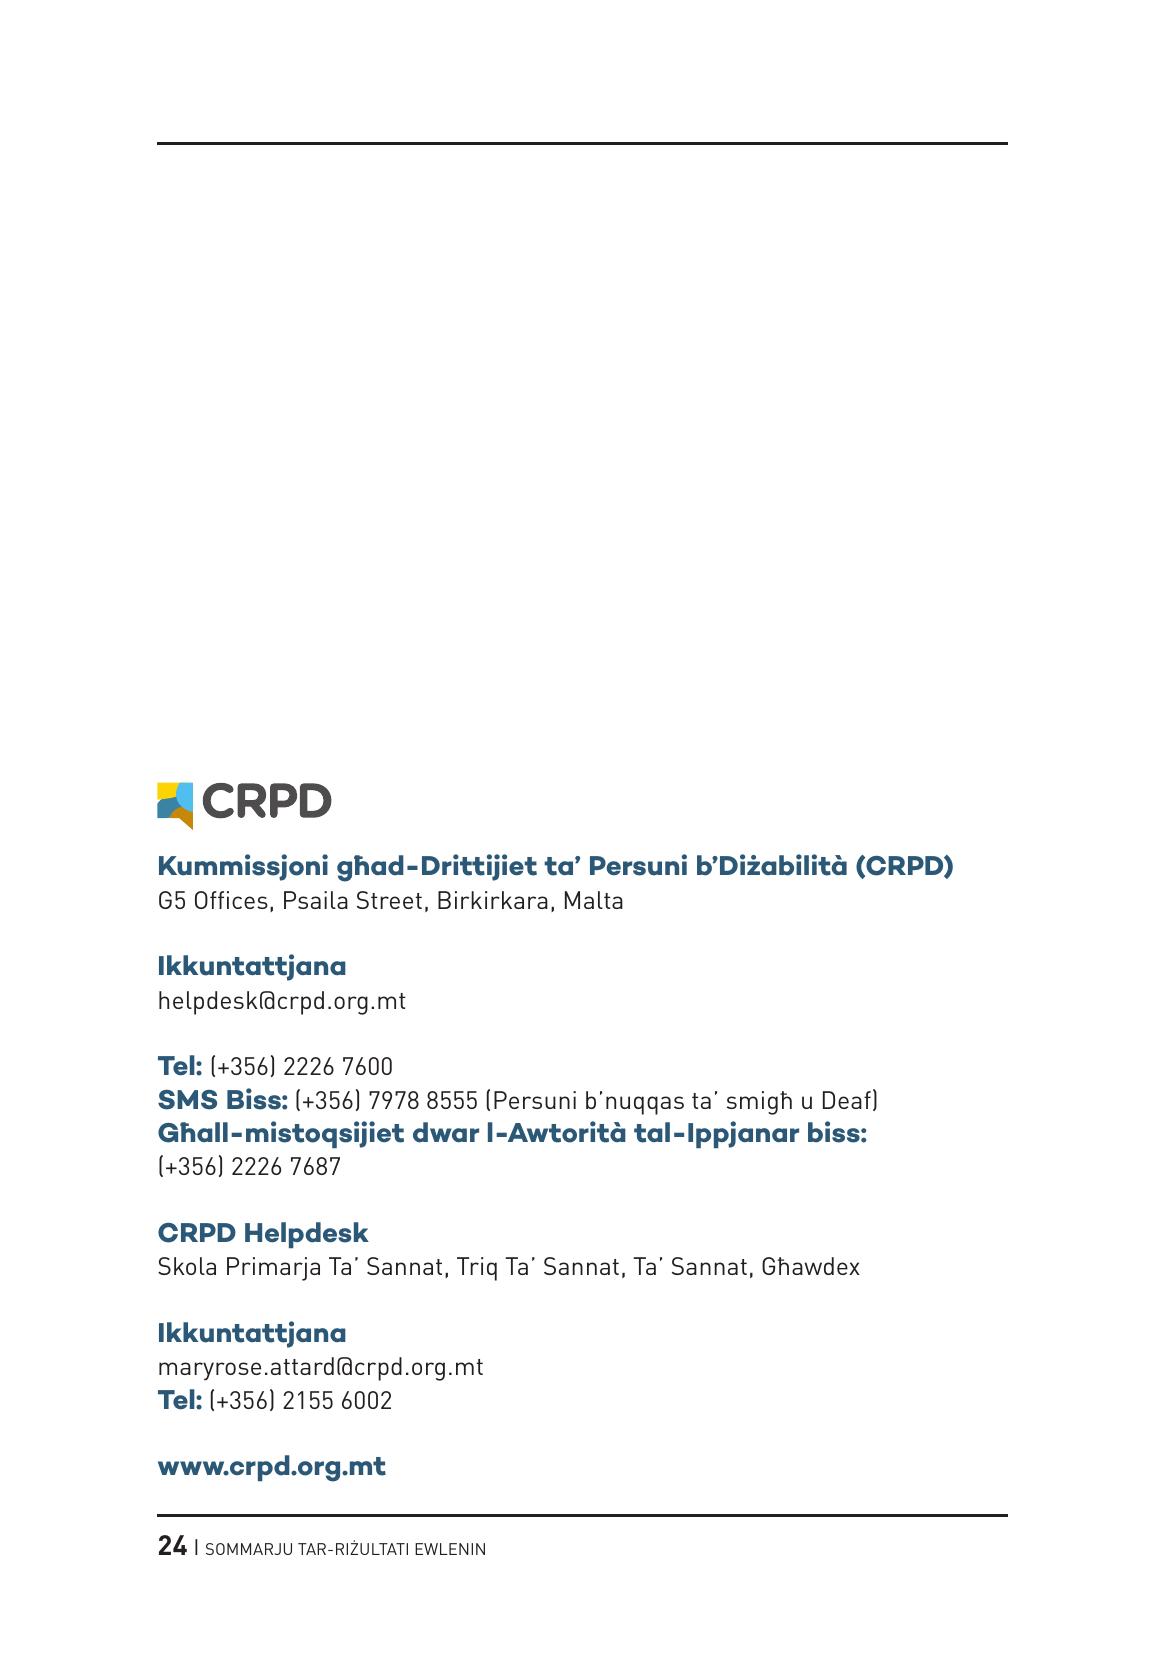 CRPD
Kummissjoni għad-Drittijiet ta’ Persuni b’Diżabilità (CRPD)
G5 Offices, Psaila Street, Birkirkara, Malta
Ikkuntattjana
helpdesk@crpd.org.mt
Tel: (+356) 2226 7600
SMS Biss: (+356) 7978 8555 (Persuni b’nuqqas ta’ smigħ u Deaf)
Għall-mistoqsijiet dwar l-Awtorità tal-Ippjanar biss:
(+356) 2226 7687
CRPD Helpdesk
Skola Primarja Ta’ Sannat, Triq Ta’ Sannat, Ta’ Sannat, Għawdex
Ikkuntattjana
maryrose.attard@crpd.org.mt
Tel: (+356) 2155 6002
www.crpd.org.mt
24 | SOMMARJU TAR-RIŻULTATI EWLENIN